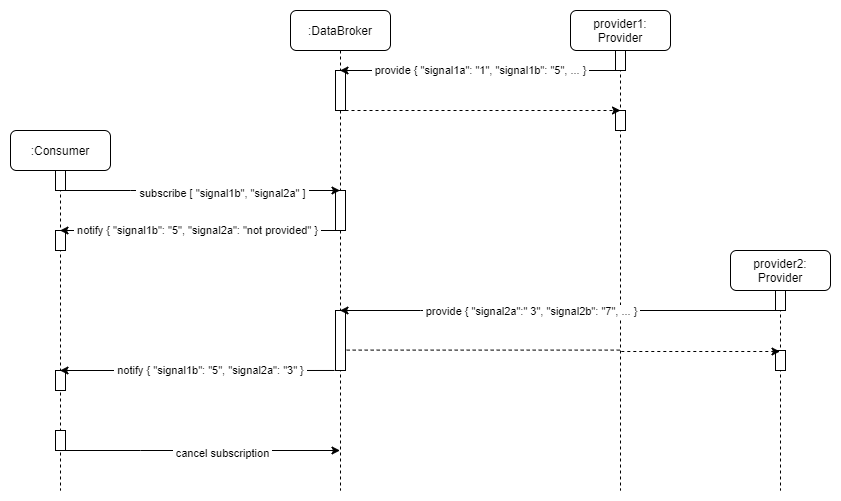 :DataBroker
provider1:
Provider
provide { "signal1a": "1", "signal1b": "5", ... }
:Consumer
subscribe [ "signal1b", "signal2a" ]
notify { "signal1b": "5", "signal2a": "not provided" }
provider2:
Provider
provide { "signal2a":" 3", "signal2b": "7", ... }
notify { "signal1b": "5", "signal2a": "3" }
cancel subscription